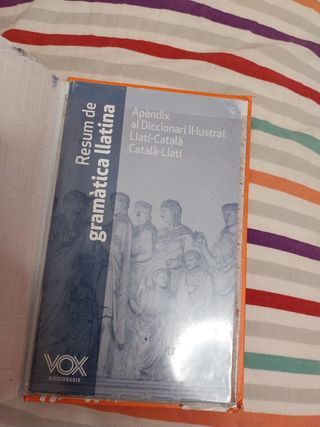 Resum de
gramàtica llatina
Apèndix
al Diccionari Il·lustrat
Llatí-Català
Català-Llatí
VOX
DICCIONARIS